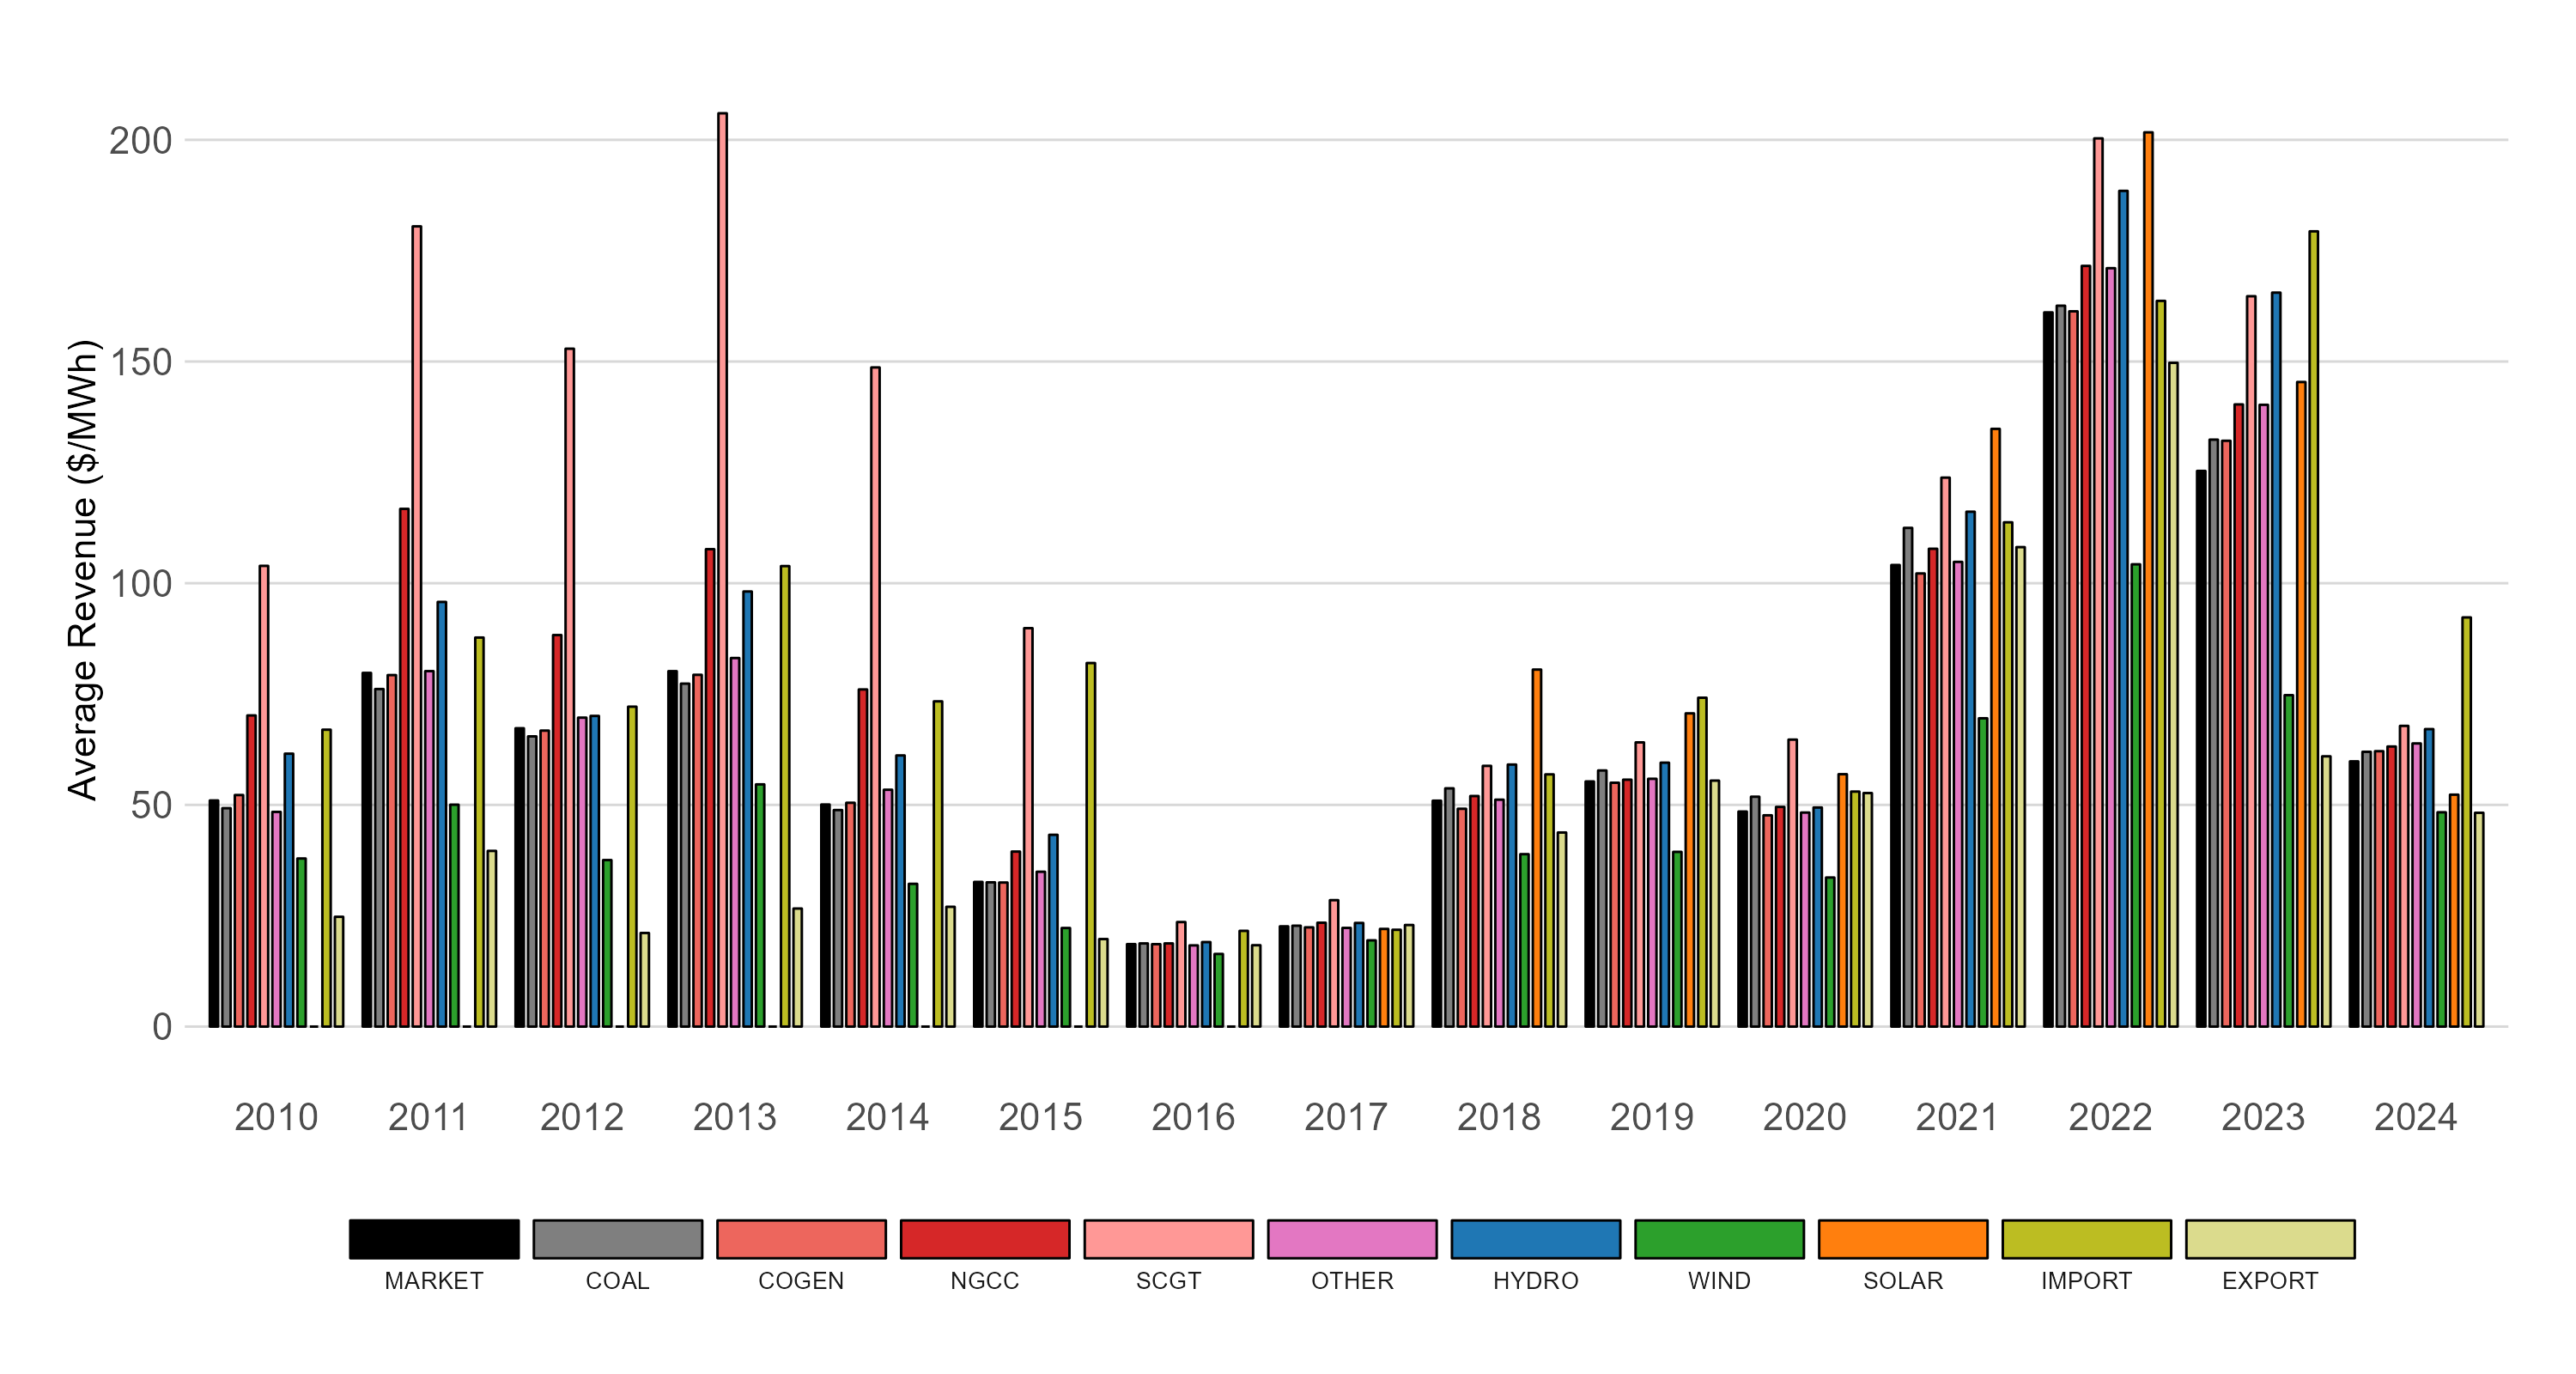 Average Revenue ($/MWh)
200
150
100
50
0
2010 2011 2012 2013 2014 2015 2016 2017 2018 2019 2020 2021 2022 2023 2024
MARKET COAL COGEN NGCC SCGT OTHER HYDRO WIND SOLAR IMPORT EXPORT